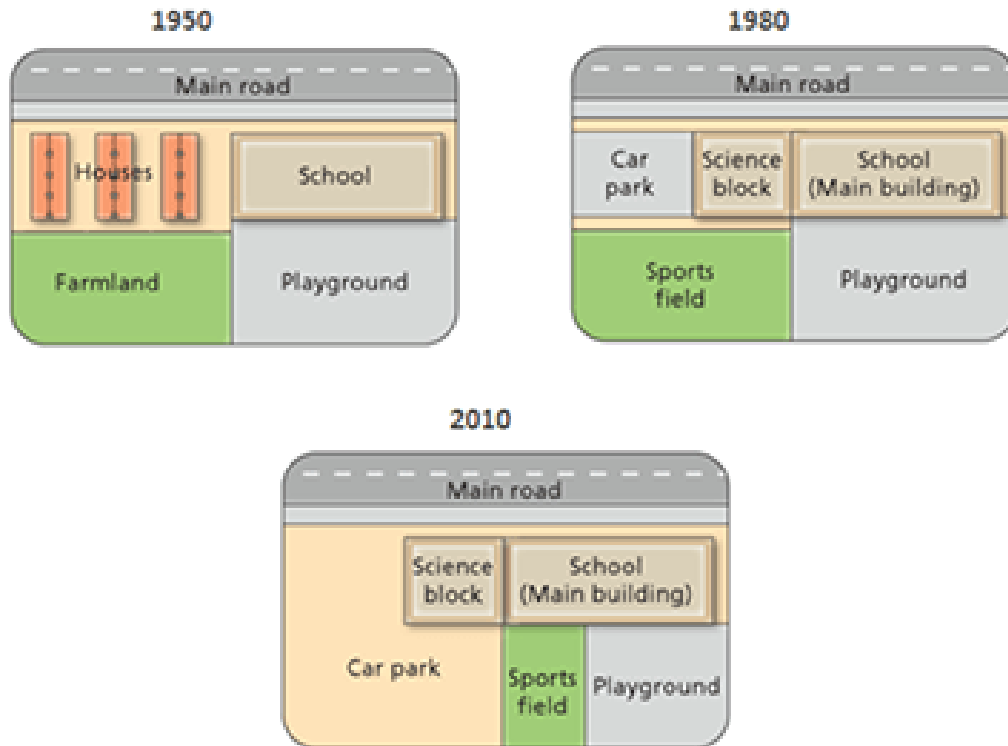 1950
Main road
Houses
School
Farmland
Playground
1980
Main road
Car
park
Science
block
School
(Main building)
Sports
field
Playground
2010
Main road
Science
block
School
(Main building)
Car park
Sports
field
Playground